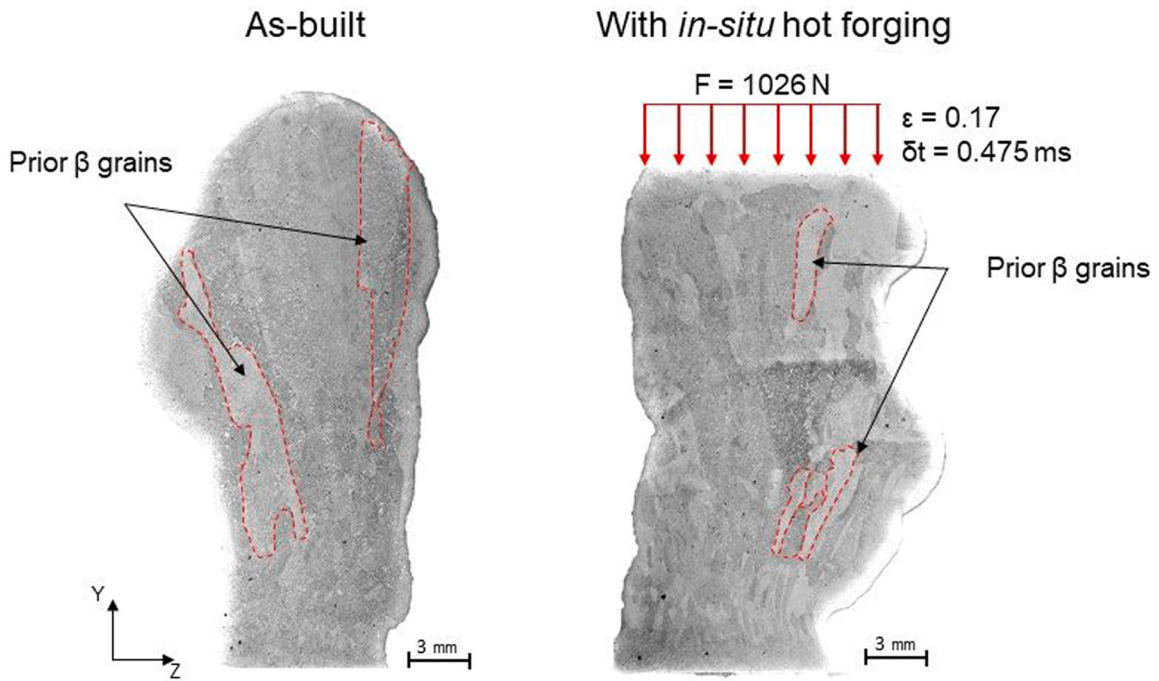 As-built
With in-situ hot forging
F = 1026 N
ε = 0.17
δt = 0.475 ms
Prior β grains
Prior β grains
Y
Z
3 mm
3 mm